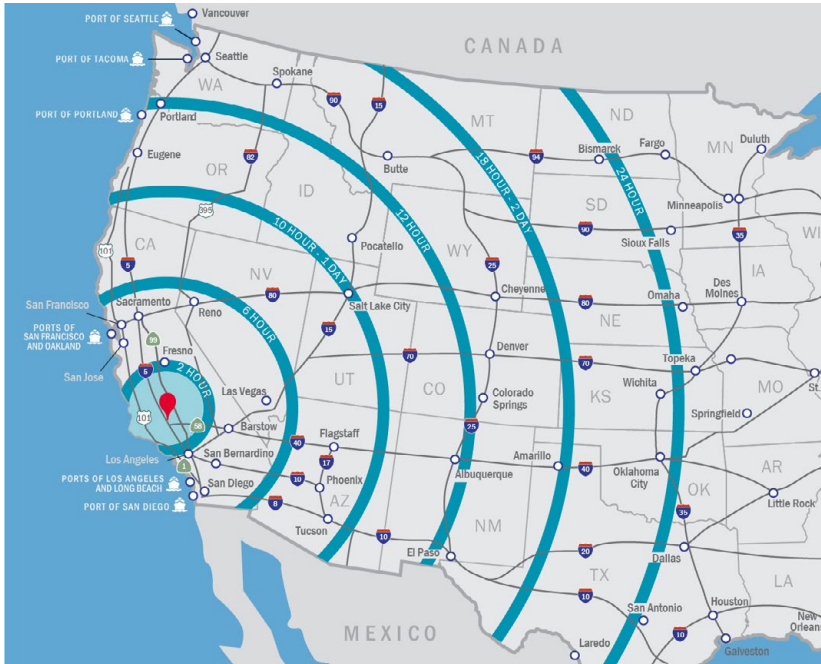 Vancouver
PORT OF SEATTLE
CANADA
PORT OF TACOMA
Seattle
WA
Spokane
90
15
MT
ND
PORT OF PORTLAND
Portland
Eugene
OR
82
ID
Butte
94
Bismarck
Fargo
MN
Duluth
18 HOUR - 2 DAY
24 HOUR
SD
Minneapolis
395
12 HOUR
10 HOUR - 1 DAY
90
Sioux Falls
35
WI
101
CA
5
NV
Pocatello
WY
25
IA
San Francisco
Sacramento
Reno
80
Salt Lake City
Cheyenne
80
Omaha
Des
Moines
PORTS OF
SAN FRANCISCO
AND OAKLAND
6 HOUR
15
NE
99
Fresno
San Jose
5
2 HOUR
UT
70
Denver
70
Topeka
CO
KS
MO
St.
Las Vegas
Colorado
Springs
Wichita
Springfield
101
58
Barstow
Flagstaff
25
Los Angeles
San Bernardino
40
17
Albuquerque
Amarillo
40
Oklahoma
City
AR
1
PORTS OF LOS ANGELES
AND LONG BEACH
San Diego
10
Phoenix
AZ
OK
Little Rock
PORT OF SAN DIEGO
8
Tucson
10
NM
35
El Paso
20
Dallas
TX
LA
10
San Antonio
Houston
New
Orleans
MEXICO
Laredo
10
Galveston